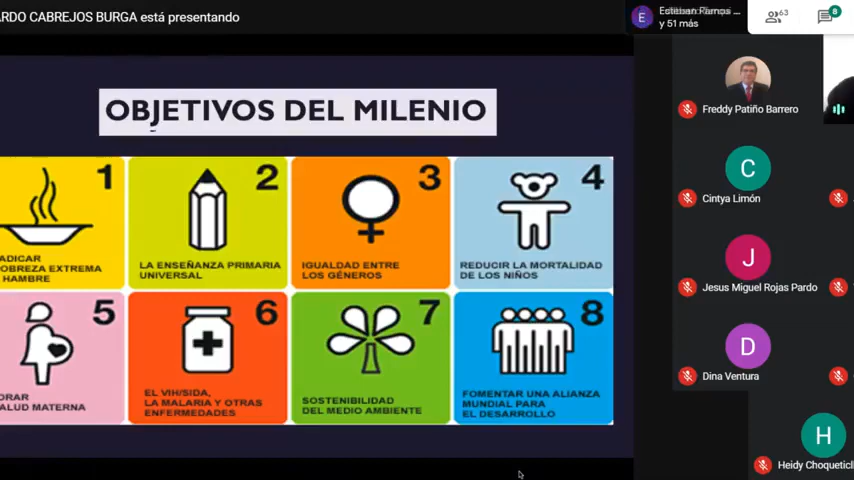 RDO CABREJOS BURGA está presentando
Esteban Ramos ...
y 51 más
63
8
OBJETIVOS DEL MILENIO
1
ADICAR
OBREZA EXTREMA
HAMBRE
2
LA ENSEÑANZA PRIMARIA
UNIVERSAL
3
IGUALDAD ENTRE
LOS GÉNEROS
4
REDUCIR LA MORTALIDAD
DE LOS NIÑOS
5
ORAR
ALUD MATERNA
6
EL VIH/SIDA,
LA MALARIA Y OTRAS
ENFERMEDADES
7
SOSTENIBILIDAD
DEL MEDIO AMBIENTE
8
FOMENTAR UNA ALIANZA
MUNDIAL PARA
EL DESARROLLO
E
Freddy Patiño Barrero
C
Cintya Limón
J
Jesus Miguel Rojas Pardo
D
Dina Ventura
H
Heidy Choqueticll